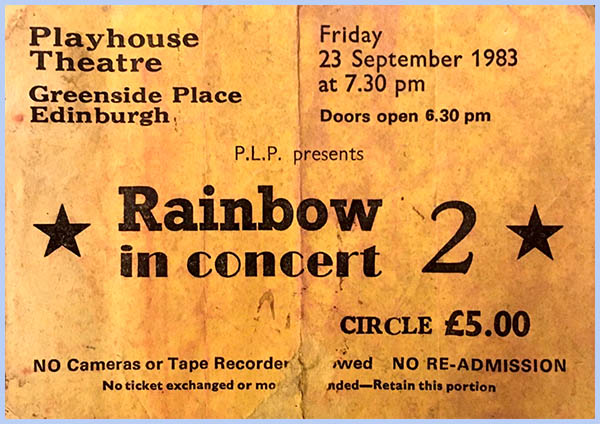 Playhouse
Theatre
Greenside Place
Edinburgh
Friday
23 September 1983
at 7.30 pm
Doors open 6.30 pm
P.L.P. presents
Rainbow
in concert
2
CIRCLE £5.00
NO Cameras or Tape NO RE-ADMISSION
No ticket exchanged or Retain this portion